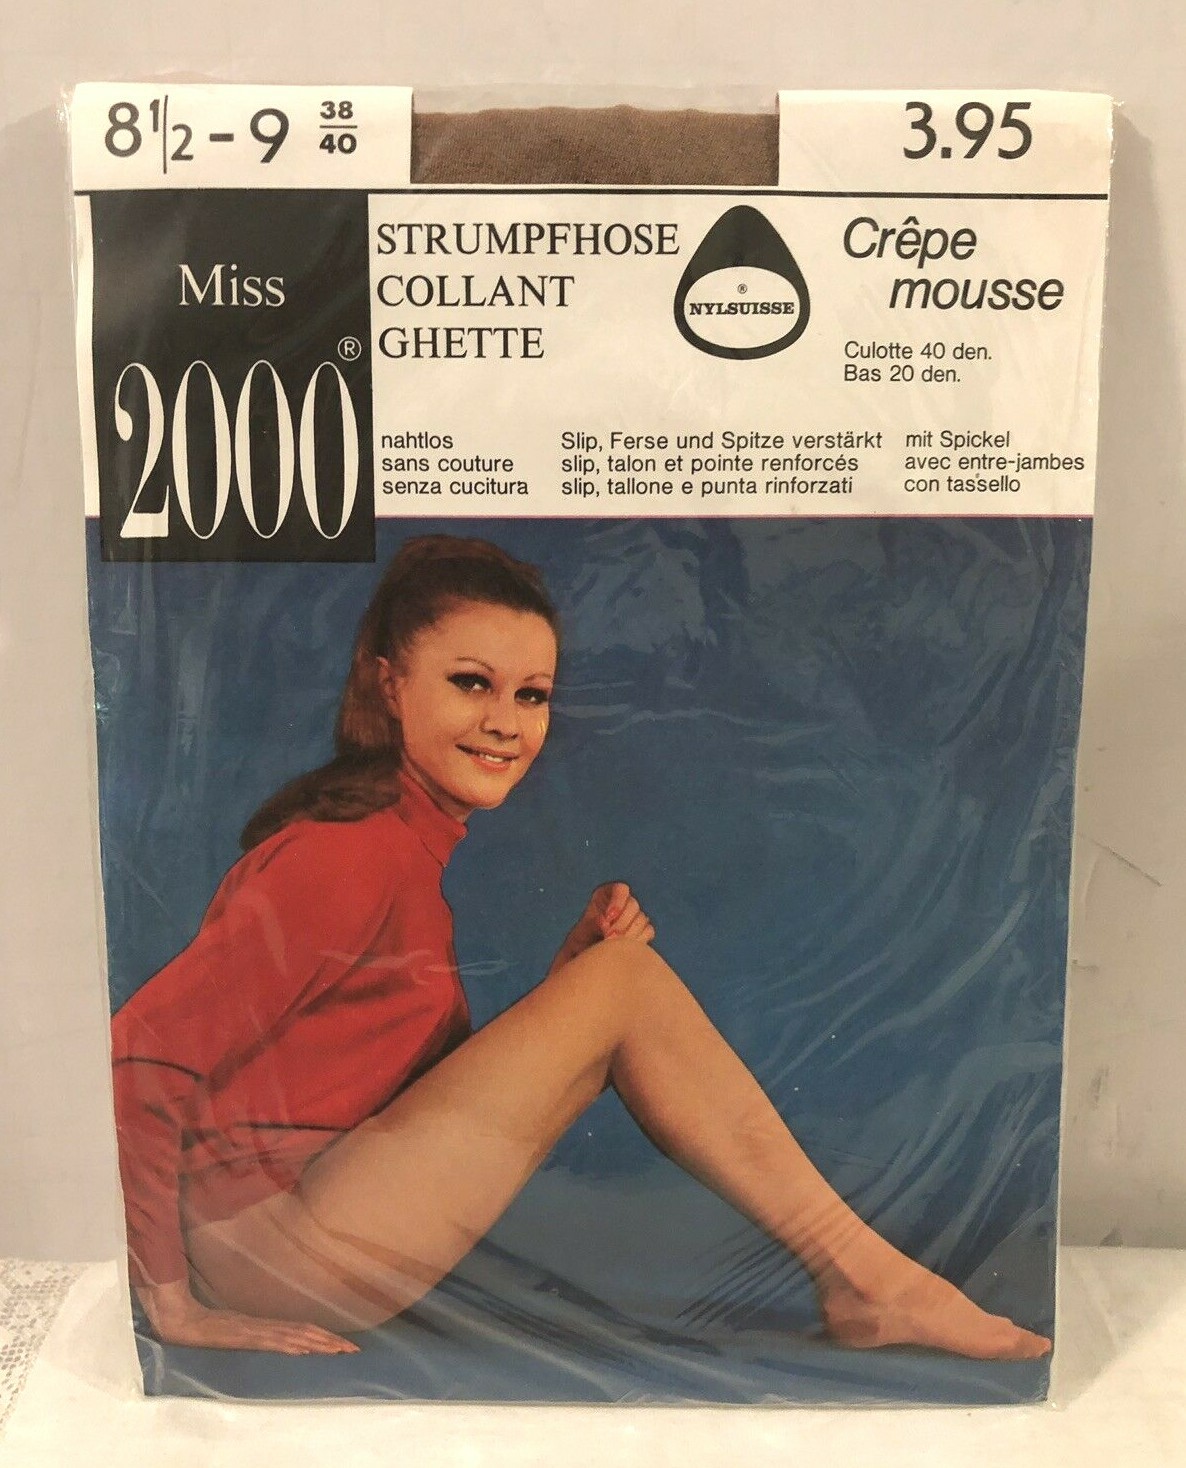 8½-9 38/40
3.95
Miss
2000®
STRUMPFHOSE
COLLANT
GHETTE
®
NYLSUISSE
Crêpe
mousse
Culotte 40 den.
Bas 20 den.
nahtlos
sans couture
senza cucitura
Slip, Ferse und Spitze verstärkt
slip, talon et pointe renforcés
slip, tallone e punta rinforzati
mit Spickel
avec entre-jambes
con tassello